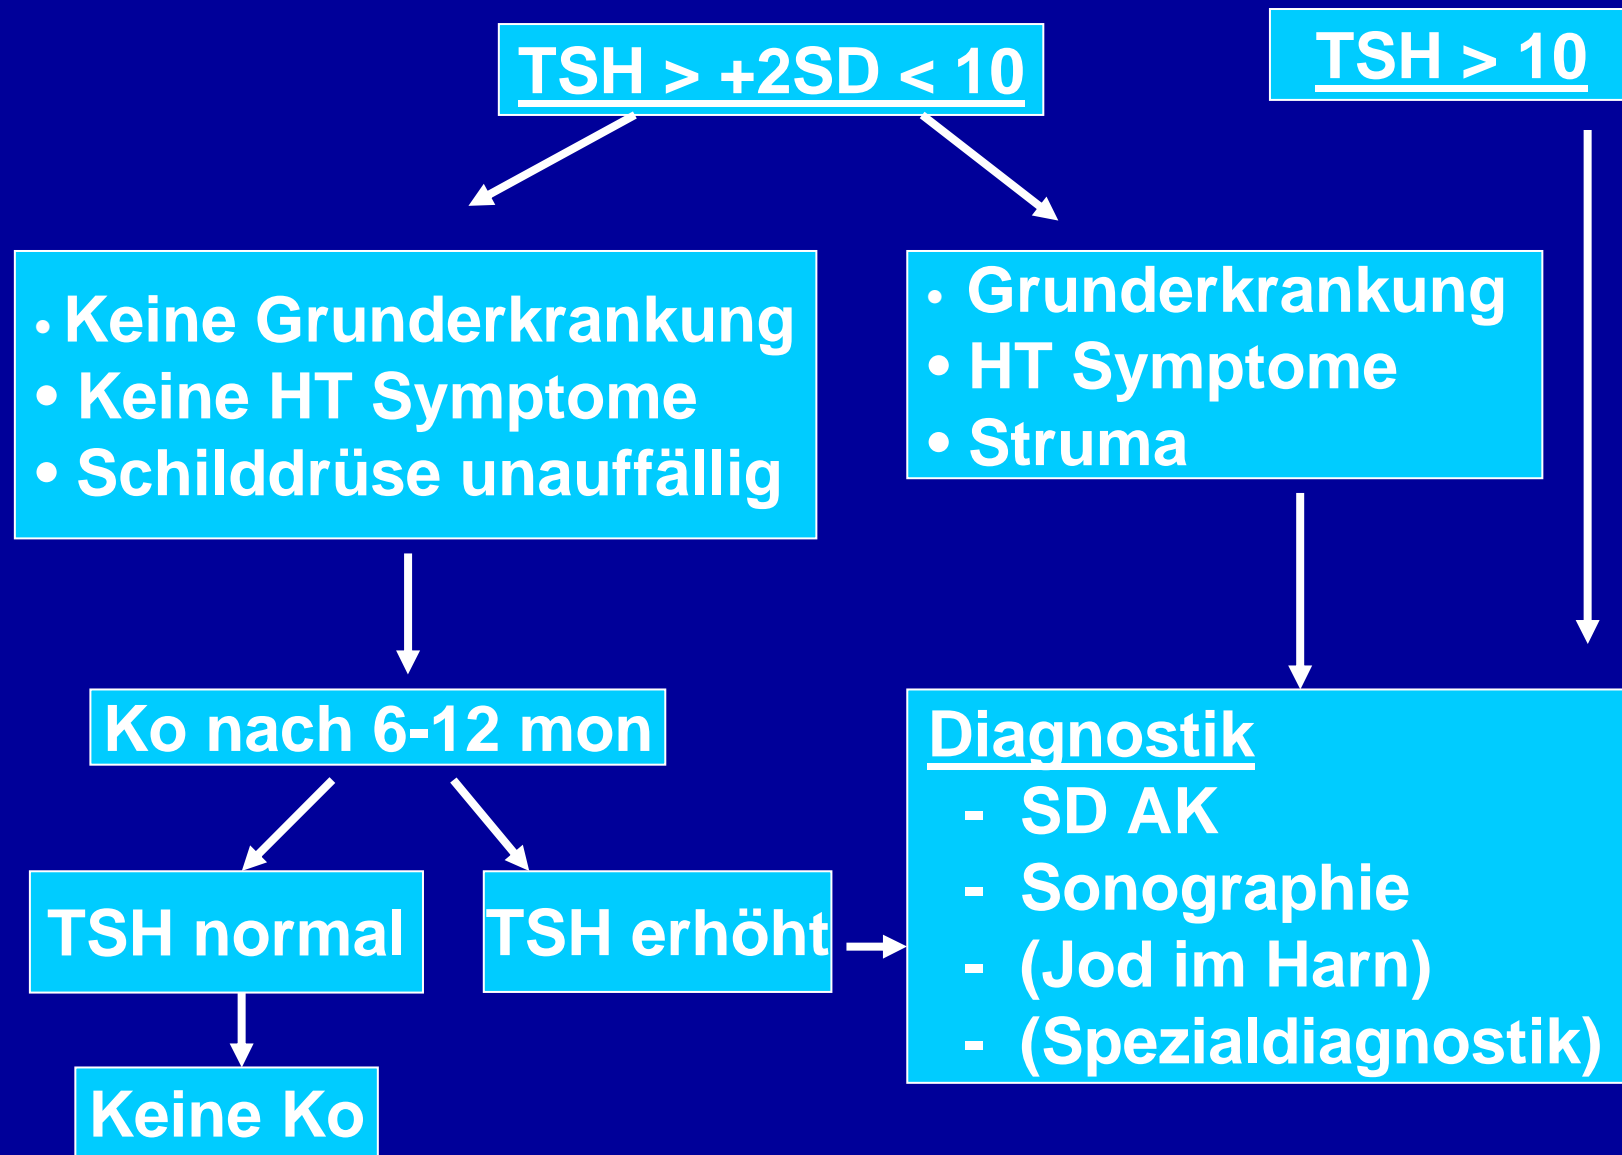 TSH > +2SD < 10
TSH > 10
• Keine Grunderkrankung
• Keine HT Symptome
• Schilddrüse unauffällig
• Grunderkrankung
• HT Symptome
• Struma
Ko nach 6-12 mon
TSH normal
TSH erhöht
Keine Ko
Diagnostik
- SD AK
- Sonographie
- (Jod im Harn)
- (Spezialdiagnostik)